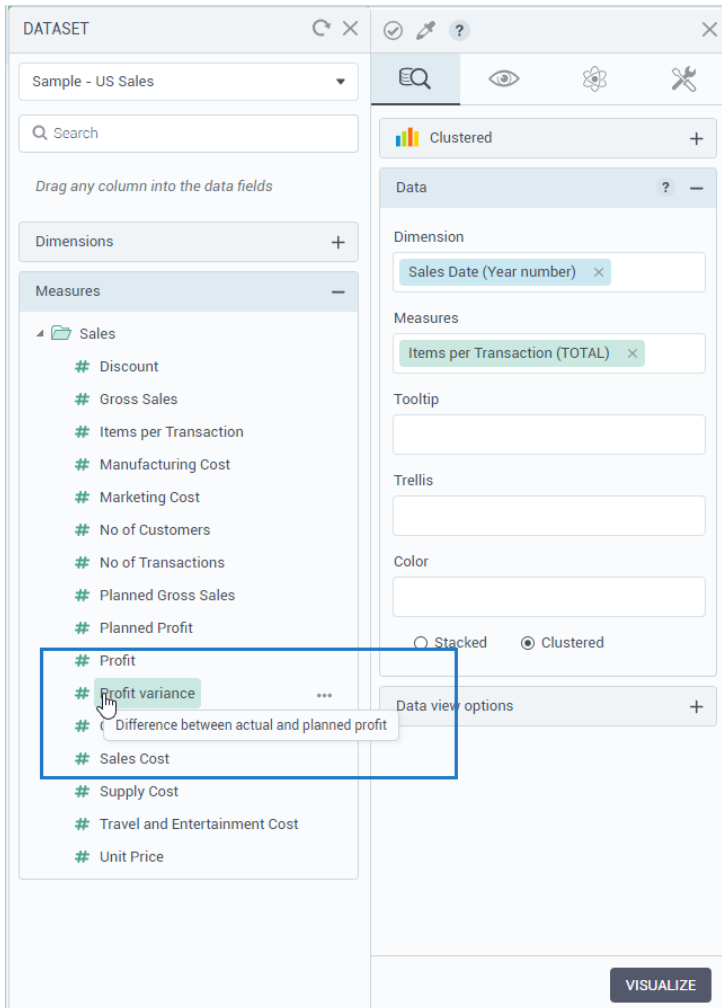 DATASET
Sample - US Sales
Search
Drag any column into the data fields
Dimensions
Measures
Sales
# Discount
# Gross Sales
# Items per Transaction
# Manufacturing Cost
# Marketing Cost
# No of Customers
# No of Transactions
# Planned Gross Sales
# Planned Profit
# Profit
# Profit variance
Difference between actual and planned profit
# Sales Cost
# Supply Cost
# Travel and Entertainment Cost
# Unit Price
?
Clustered
Data ?
Dimension
Sales Date (Year number)
Measures
Items per Transaction (TOTAL)
Tooltip
Trellis
Color
Stacked Clustered
Data view options
VISUALIZE